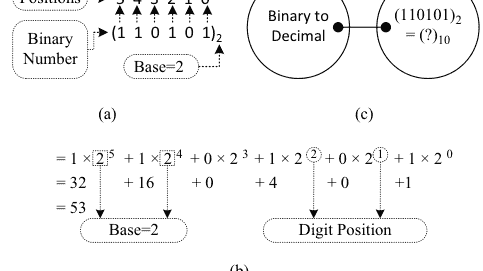 Positions
5 4 3 2 1 0
Binary Number
(1 1 0 1 0 1)2
Base=2
Binary to Decimal
(110101)2 = (?)10
(a)
(c)
= 1 × 2 5 + 1 × 2 4 + 0 × 2 3 + 1 × 2 2 + 0 × 2 1 + 1 × 2 0
= 32 + 16 + 0 + 4 + 0 +1
= 53
Base=2
Digit Position
(b)